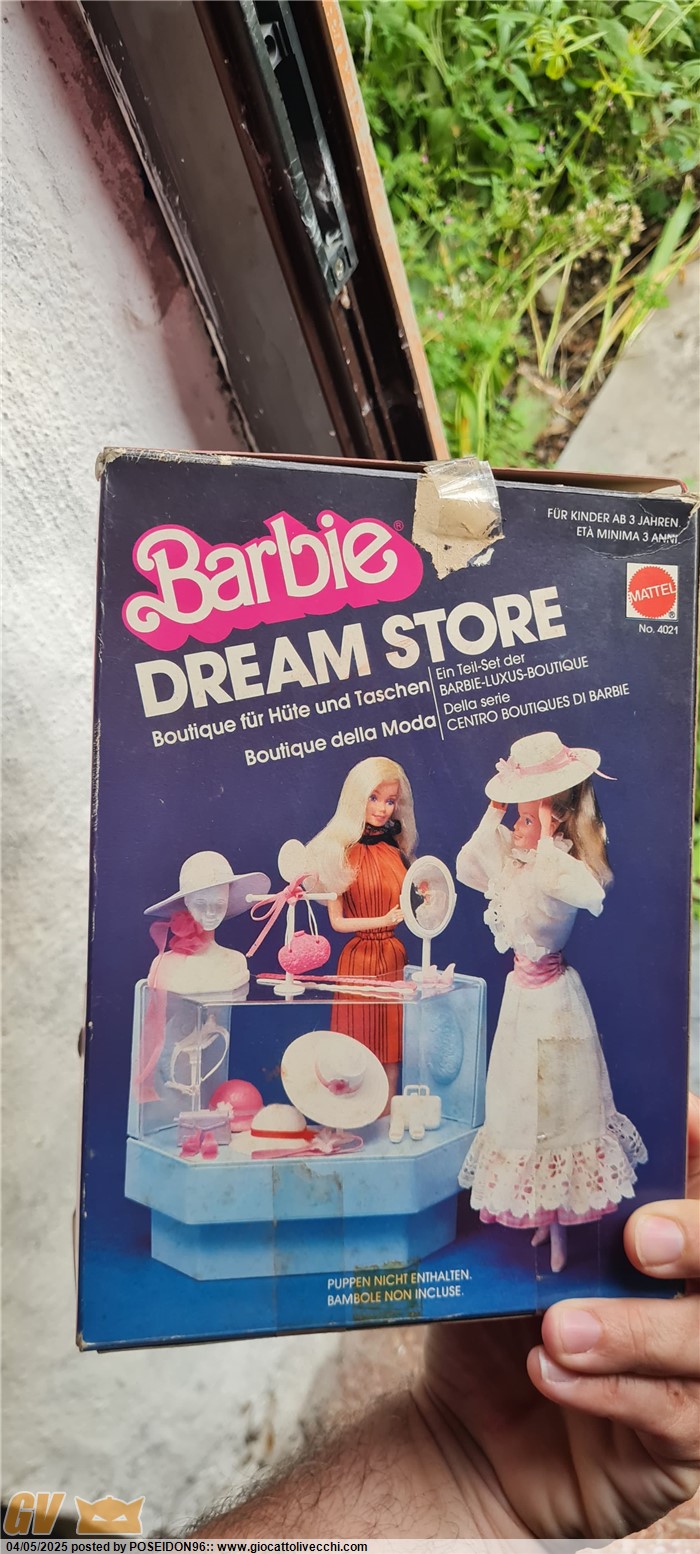 Barbie®
FÜR KINDER AB 3 JAHREN.
ETÀ MINIMA 3 ANNI
MATTEL
®
No. 4021
DREAM STORE
Boutique für Hüte und Taschen
Boutique della Moda
Ein Teil-Set der
BARBIE-LUXUS-BOUTIQUE
Della serie
CENTRO BOUTIQUES DI BARBIE
PUPPEN NICHT ENTHALTEN.
BAMBOLE NON INCLUSE.
GV
04/05/2025 posted by POSEIDON96:: www.giocattolivecchi.com